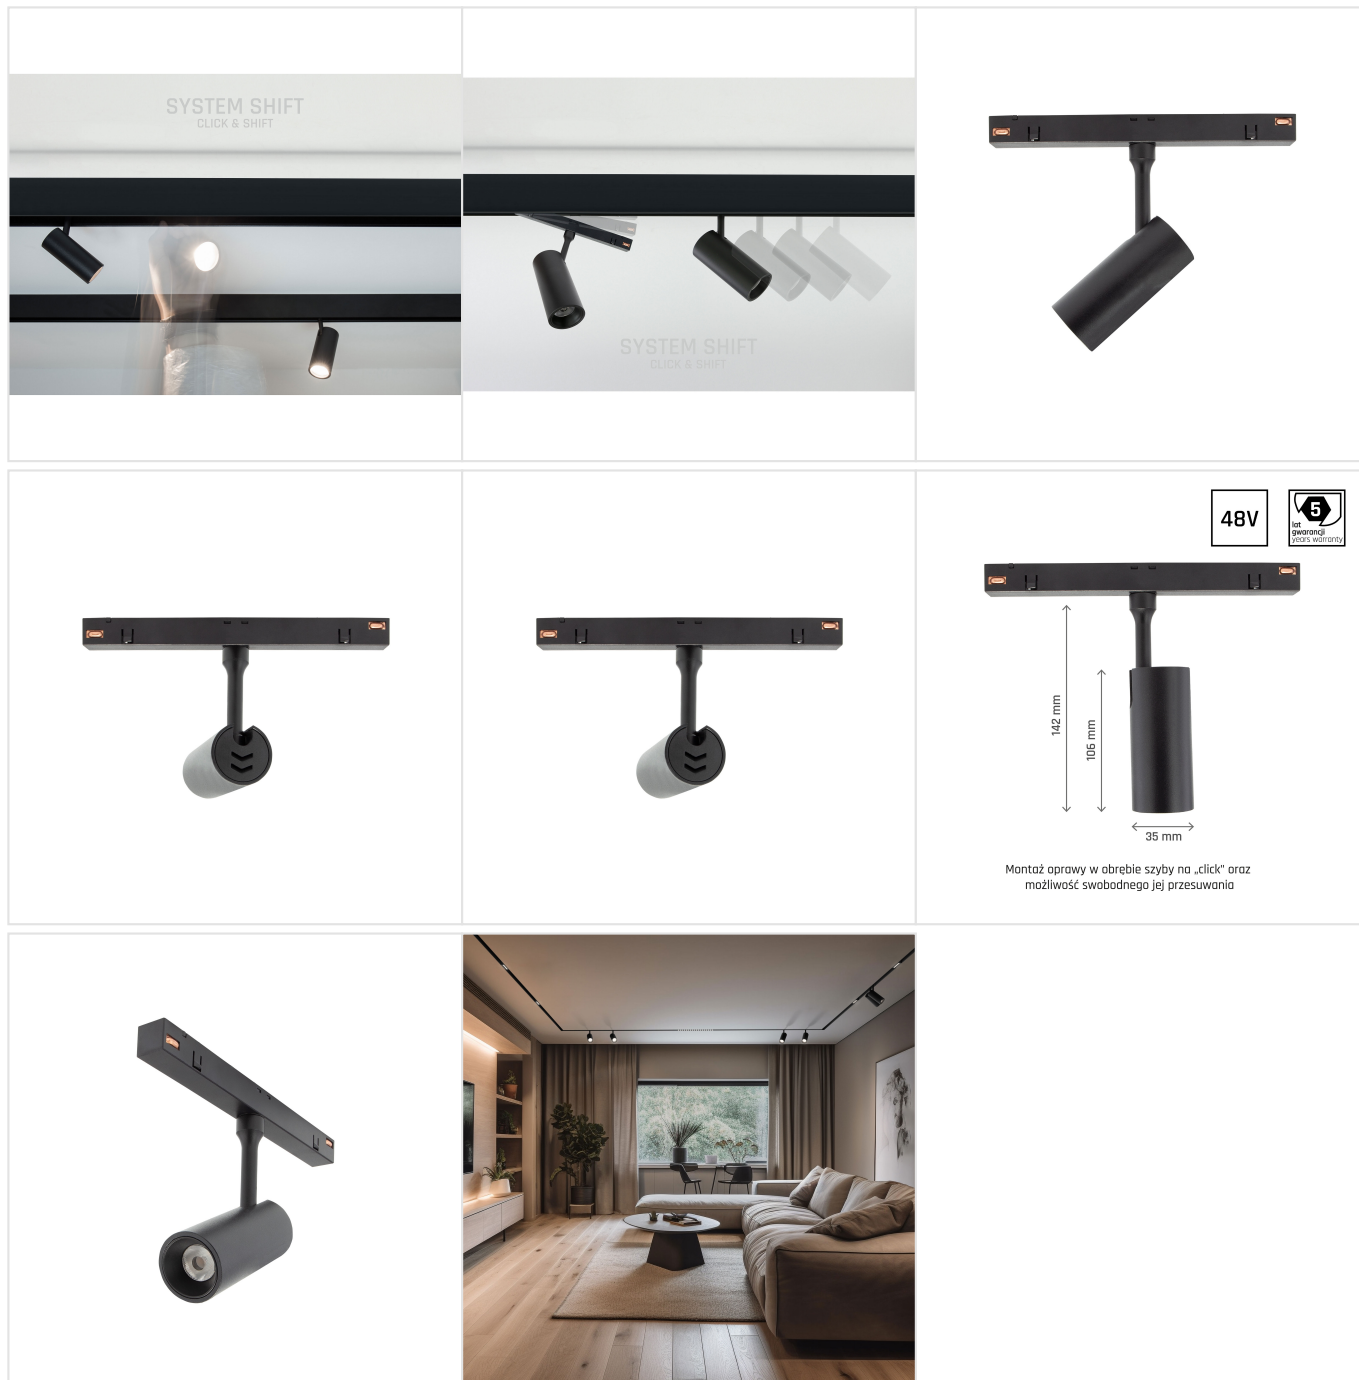 SYSTEM SHIFT
CLICK & SHIFT
SYSTEM SHIFT
CLICK & SHIFT
48V
5
lat
gwarancji
years warranty
142 mm
106 mm
35 mm
Montaż oprawy w obrębie szyby na „click” oraz
możliwość swobodnego jej przesuwania